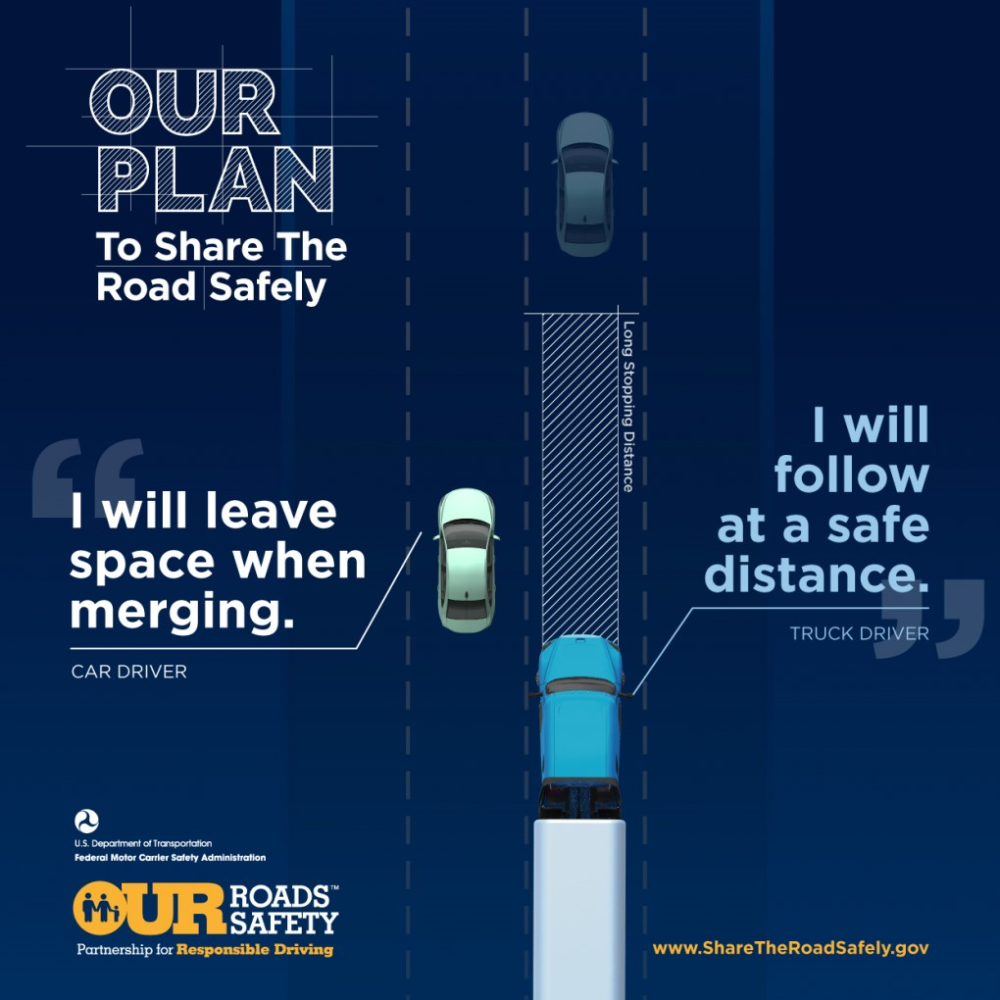 OUR
PLAN
To Share The
Road Safely
Long Stopping Distance
“
I will leave
space when
merging.
CAR DRIVER
I will
follow
at a safe
distance.
”
TRUCK DRIVER
U.S. Department of Transportation
Federal Motor Carrier Safety Administration
OUR ROADS™
SAFETY
Partnership for Responsible Driving
www.ShareTheRoadSafely.gov